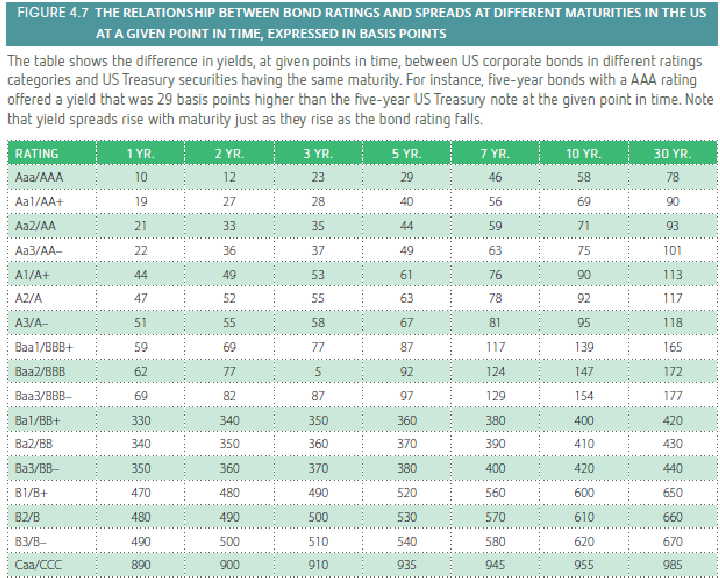 FIGURE 4.7 THE RELATIONSHIP BETWEEN BOND RATINGS AND SPREADS AT DIFFERENT MATURITIES IN THE US
AT A GIVEN POINT IN TIME, EXPRESSED IN BASIS POINTS
The table shows the difference in yields, at given points in time, between US corporate bonds in different ratings
categories and US Treasury securities having the same maturity. For instance, five-year bonds with a AAA rating
offered a yield that was 29 basis points higher than the five-year US Treasury note at the given point in time. Note
that yield spreads rise with maturity just as they rise as the bond rating falls.
RATING 1 YR. 2 YR. 3 YR. 5 YR. 7 YR. 10 YR. 30 YR.
Aaa/AAA 10 12 23 29 46 58 78
Aa1/AA+ 19 27 28 40 56 69 90
Aa2/AA 21 33 35 44 59 71 93
Aa3/AA– 22 36 37 49 63 75 101
A1/A+ 44 49 53 61 76 90 113
A2/A 47 52 55 63 78 92 117
A3/A– 51 55 58 67 81 95 118
Baa1/BBB+ 59 69 77 87 117 139 165
Baa2/BBB 62 77 5 92 124 147 172
Baa3/BBB– 69 82 87 97 129 154 177
Ba1/BB+ 330 340 350 360 380 400 420
Ba2/BB 340 350 360 370 390 410 430
Ba3/BB– 350 360 370 380 400 420 440
B1/B+ 470 480 490 520 560 600 650
B2/B 480 490 500 530 570 610 660
B3/B– 490 500 510 540 580 620 670
Caa/CCC 890 900 910 935 945 955 985